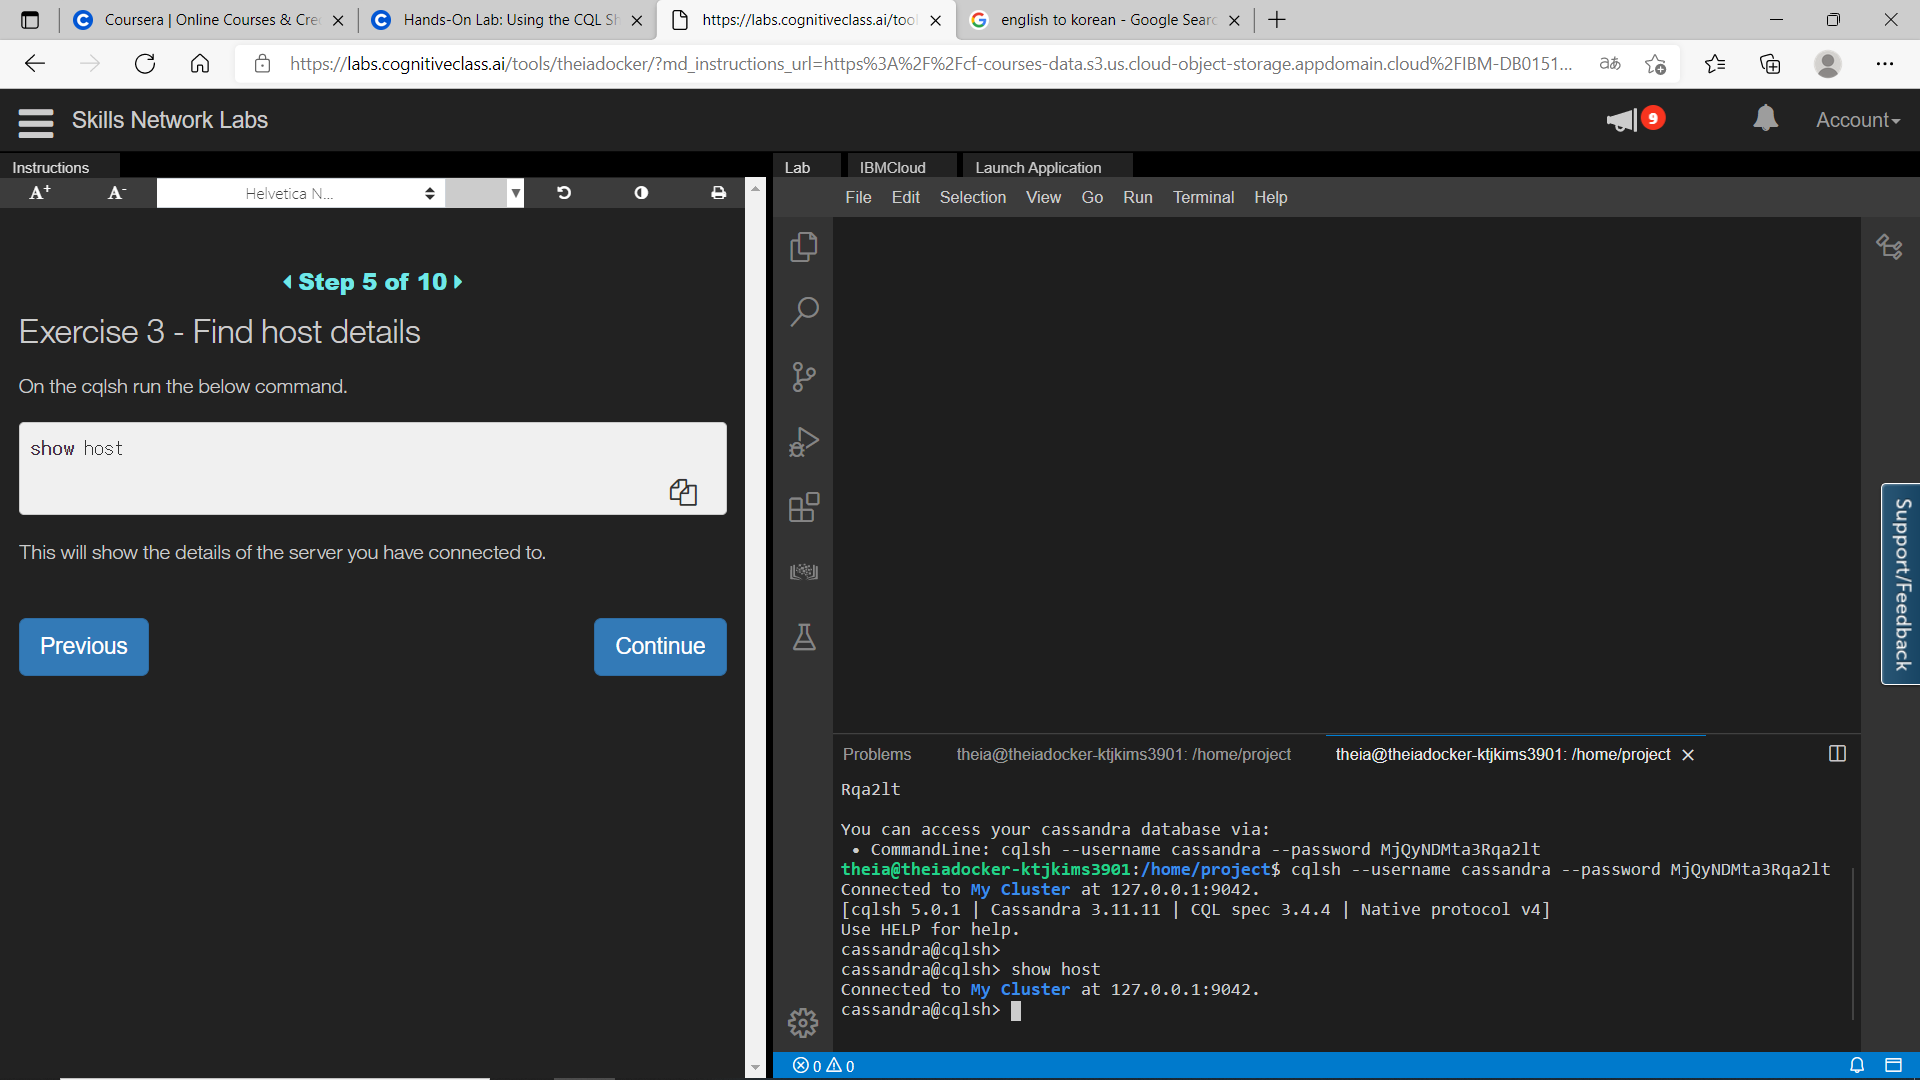 Coursera | Online Courses & Cre
Hands-On Lab: Using the CQL Sh
https://labs.cognitiveclass.ai/tool
english to korean - Google Searc
https://labs.cognitiveclass.ai/tools/theiadocker/?md_instructions_url=https%3A%2F%2Fcf-courses-data.s3.us.cloud-object-storage.appdomain.cloud%2FIBM-DB0151...
Skills Network Labs
9
Account
Instructions
A+
A-
Helvetica N...
Step 5 of 10
Exercise 3 - Find host details
On the cqlsh run the below command.
show host
This will show the details of the server you have connected to.
Previous
Continue
Lab
IBMCloud
Launch Application
File Edit Selection View Go Run Terminal Help
Support/Feedback
Problems
theia@theiadocker-ktjkims3901: /home/project
theia@theiadocker-ktjkims3901: /home/project
Rqa2lt
You can access your cassandra database via:
• CommandLine: cqlsh --username cassandra --password MjQyNDMta3Rqa2lt
theia@theiadocker-ktjkims3901:/home/project$ cqlsh --username cassandra --password MjQyNDMta3Rqa2lt
Connected to My Cluster at 127.0.0.1:9042.
[cqlsh 5.0.1 | Cassandra 3.11.11 | CQL spec 3.4.4 | Native protocol v4]
Use HELP for help.
cassandra@cqlsh>
cassandra@cqlsh> show host
Connected to My Cluster at 127.0.0.1:9042.
cassandra@cqlsh>
0 0